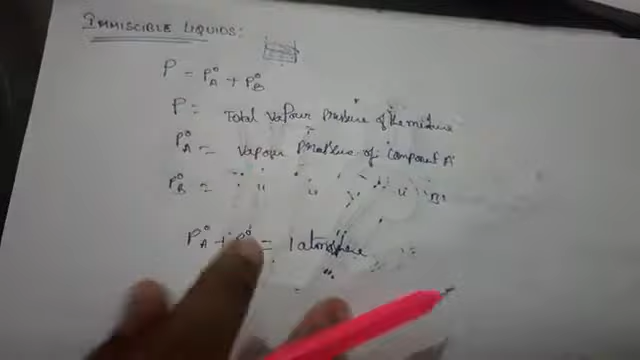 IMMISCIBLE LIQUIDS:
P = P°A + P°B
P = Total vapour pressure of the mixture
P°A = vapour pressure of component A'
P°B = " " " " " B'
P°A + P° = 1 atmosphere